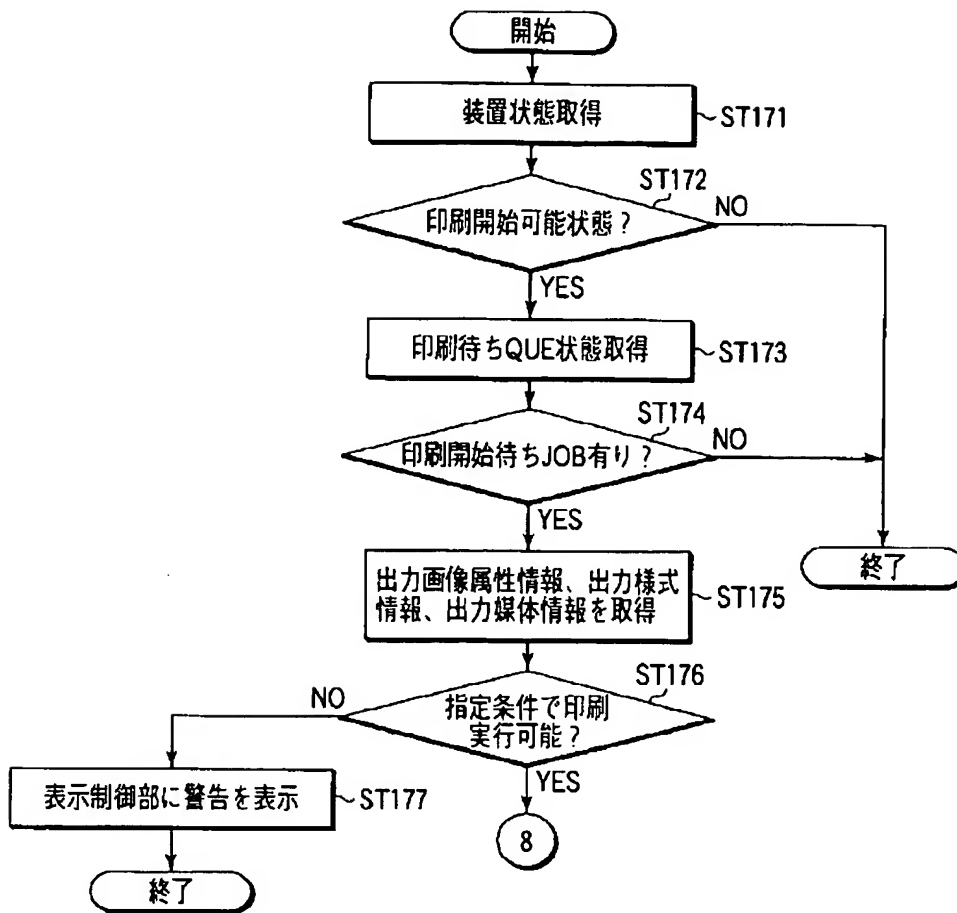 開始
装置状態取得
ST171
ST172
印刷開始可能状態?
NO
YES
印刷待ちQUE状態取得
ST173
ST174
印刷開始待ちJOB有り?
NO
YES
終了
出力画像属性情報、出力様式
情報、出力媒体情報を取得
ST175
ST176
NO
指定条件で印刷
実行可能?
YES
表示制御部に警告を表示
ST177
8
終了